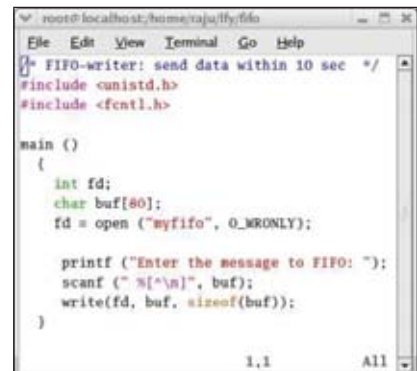 root@localhost:/home/raju/lfy/fifo
File Edit View Terminal Go Help
/* FIFO-writer: send data within 10 sec */
#include <unistd.h>
#include <fcntl.h>
main ()
{
int fd;
char buf[80];
fd = open ("myfifo", O_WRONLY);
printf ("Enter the message to FIFO: ");
scanf (" %[^\n]", buf);
write(fd, buf, sizeof(buf));
}
1,1 All